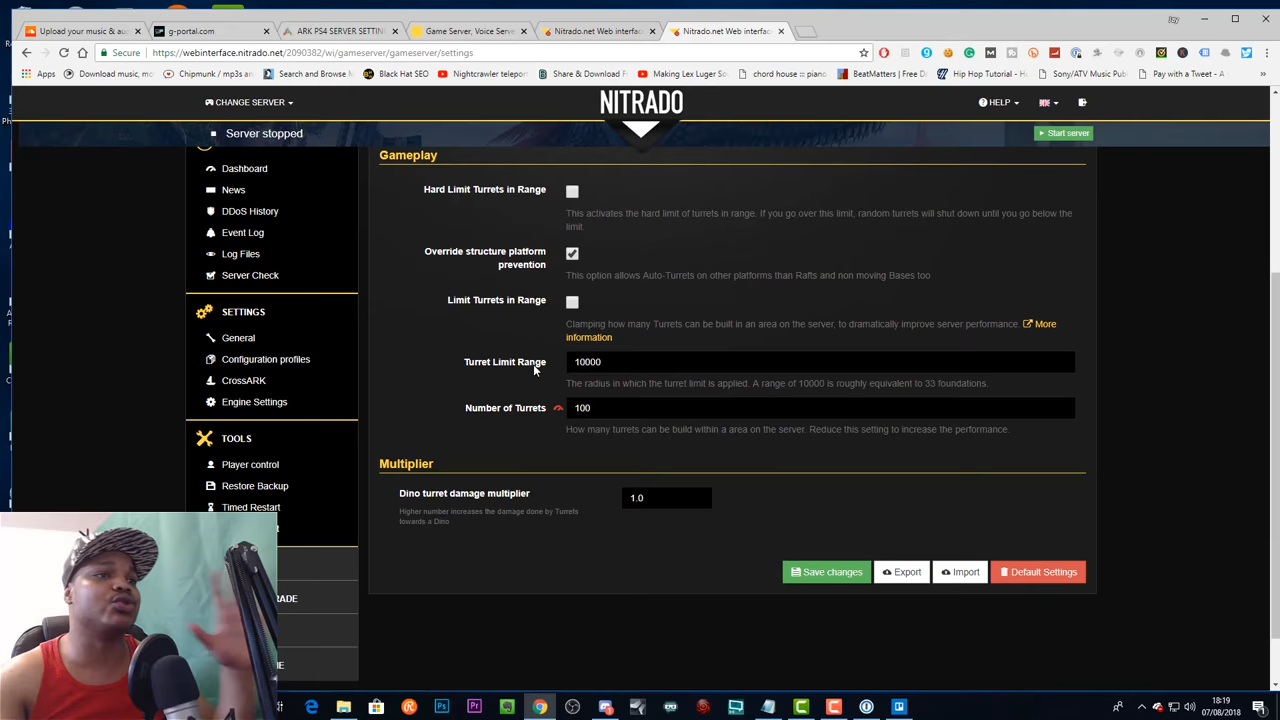 Upload your music & au
g-portal.com
ARK PS4 SERVER SETTIN
Game Server, Voice Serve
Nitrado.net Web interfac
Nitrado.net Web interfac
Secure
https://webinterface.nitrado.net/2090382/wi/gameserver/gameserver/settings
Apps
Download music, mo
Chipmunk / mp3 an
Search and Browse
Black Hat SEO
Nightcrawler telepor
Share & Download F
Making Lex Luger So
chord house :: piano
BeatMatters | Free D
Hip Hop Tutorial - H
Sony/ATV Music Pub
Pay with a Tweet - A
CHANGE SERVER
NITRADO
HELP
Server stopped
Start server
Dashboard
News
DDoS History
Event Log
Log Files
Server Check
SETTINGS
General
Configuration profiles
CrossARK
Engine Settings
TOOLS
Player control
Restore Backup
Timed Restart
RADE
Gameplay
Hard Limit Turrets in Range
This activates the hard limit of turrets in range. If you go over this limit, random turrets will shut down until you go below the
limit.
Override structure platform
prevention
This option allows Auto-Turrets on other platforms than Rafts and non moving Bases too
Limit Turrets in Range
Clamping how many Turrets can be built in an area on the server, to dramatically improve server performance. More
information
Turret Limit Range
10000
The radius in which the turret limit is applied. A range of 10000 is roughly equivalent to 33 foundations.
Number of Turrets
100
How many turrets can be build within a area on the server. Reduce this setting to increase the performance.
Multiplier
Dino turret damage multiplier
1.0
Higher number increases the damage done by Turrets
towards a Dino
Save changes
Export
Import
Default Settings
18:19
07/08/2018